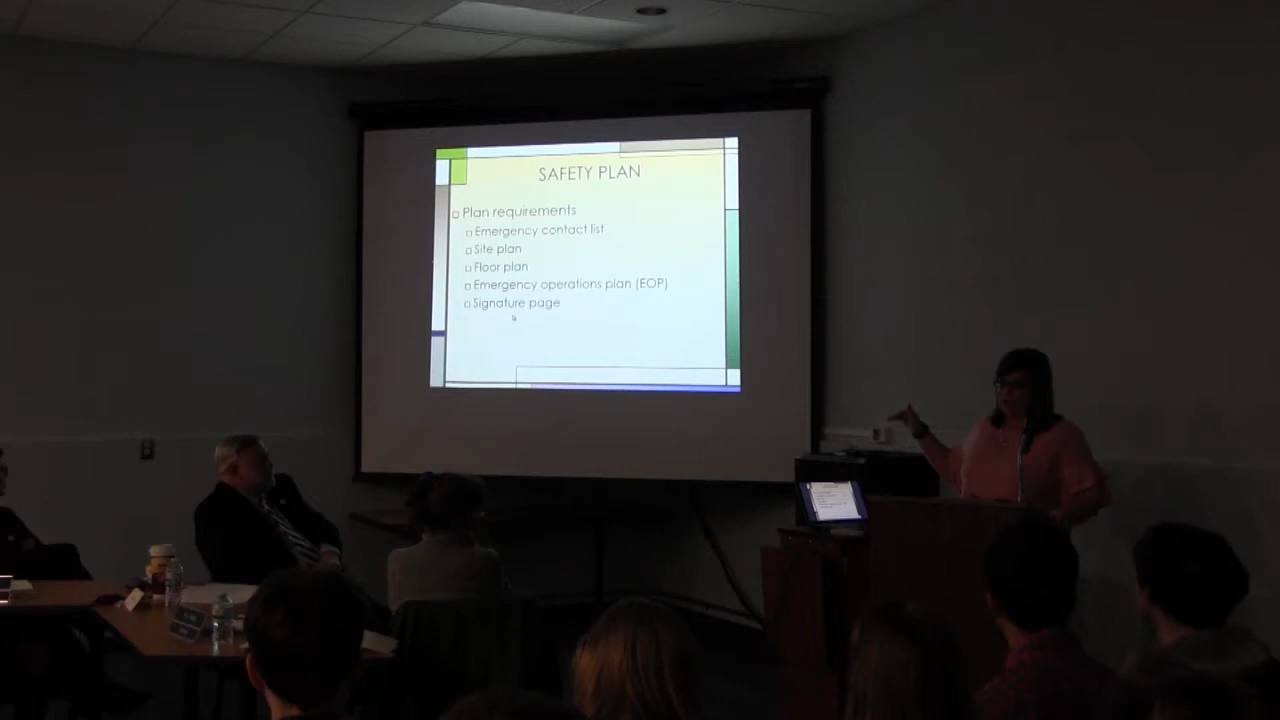 SAFETY PLAN
Plan requirements
Emergency contact list
Site plan
Floor plan
Emergency operations plan (EOP)
Signature page